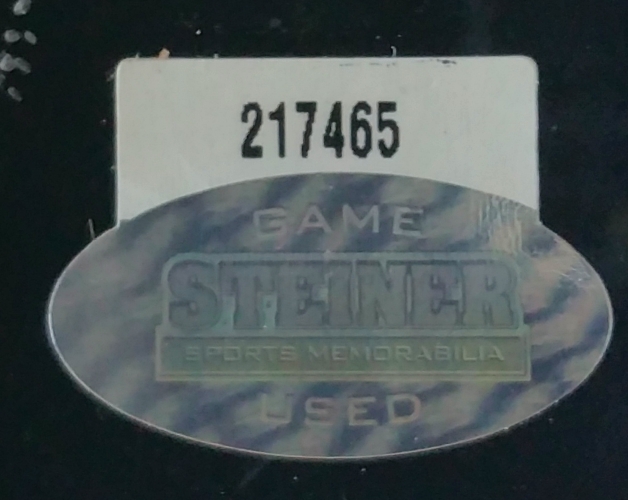 217465
GAME
STEINER
SPORTS MEMORABILIA
USED